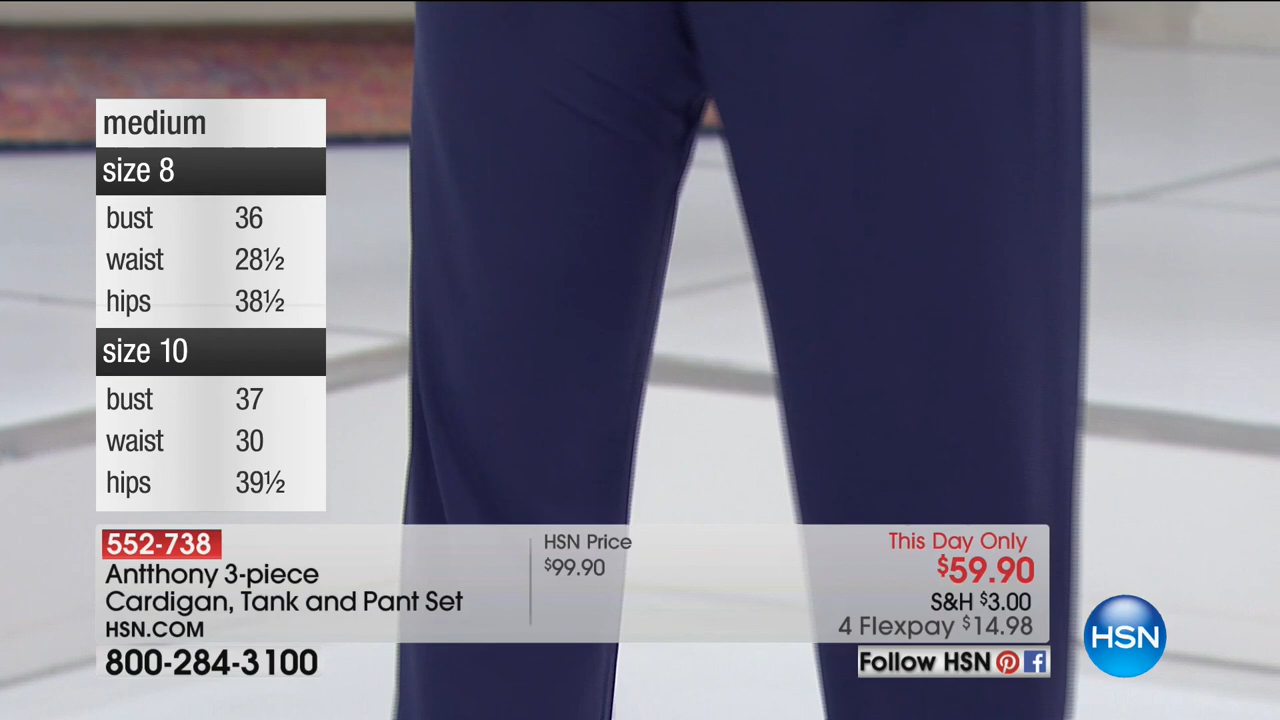 medium
size 8
bust 36
waist 28½
hips 38½
size 10
bust 37
waist 30
hips 39½
552-738
Antthony 3-piece
Cardigan, Tank and Pant Set
HSN.COM
800-284-3100
HSN Price
$99.90
This Day Only
$59.90
S&H $3.00
4 Flexpay $14.98
Follow HSN
HSN